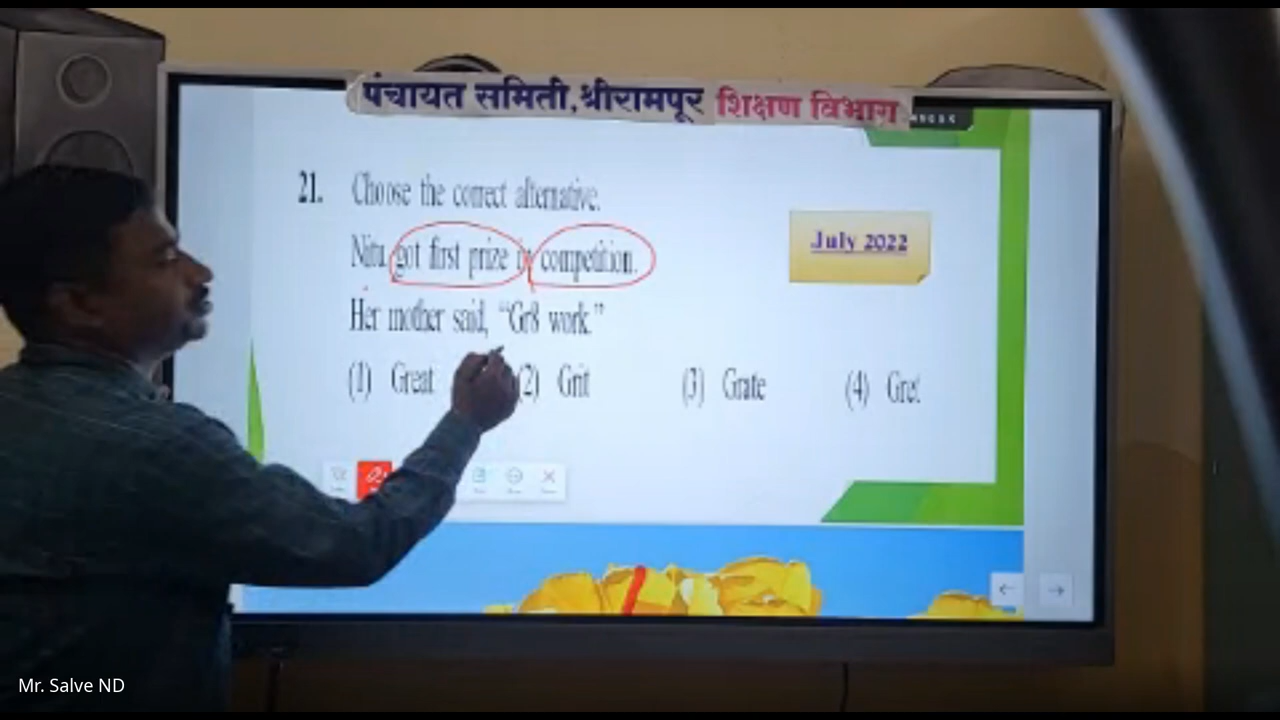 पंचायत समिती,श्रीरामपूर शिक्षण विभाग
21. Choose the correct alternative.
Nitu got first prize in competition.
July 2022
Her mother said, “Gr8 work.”
(1) Great (2) Grit (3) Grate (4) Gret
Mr. Salve ND